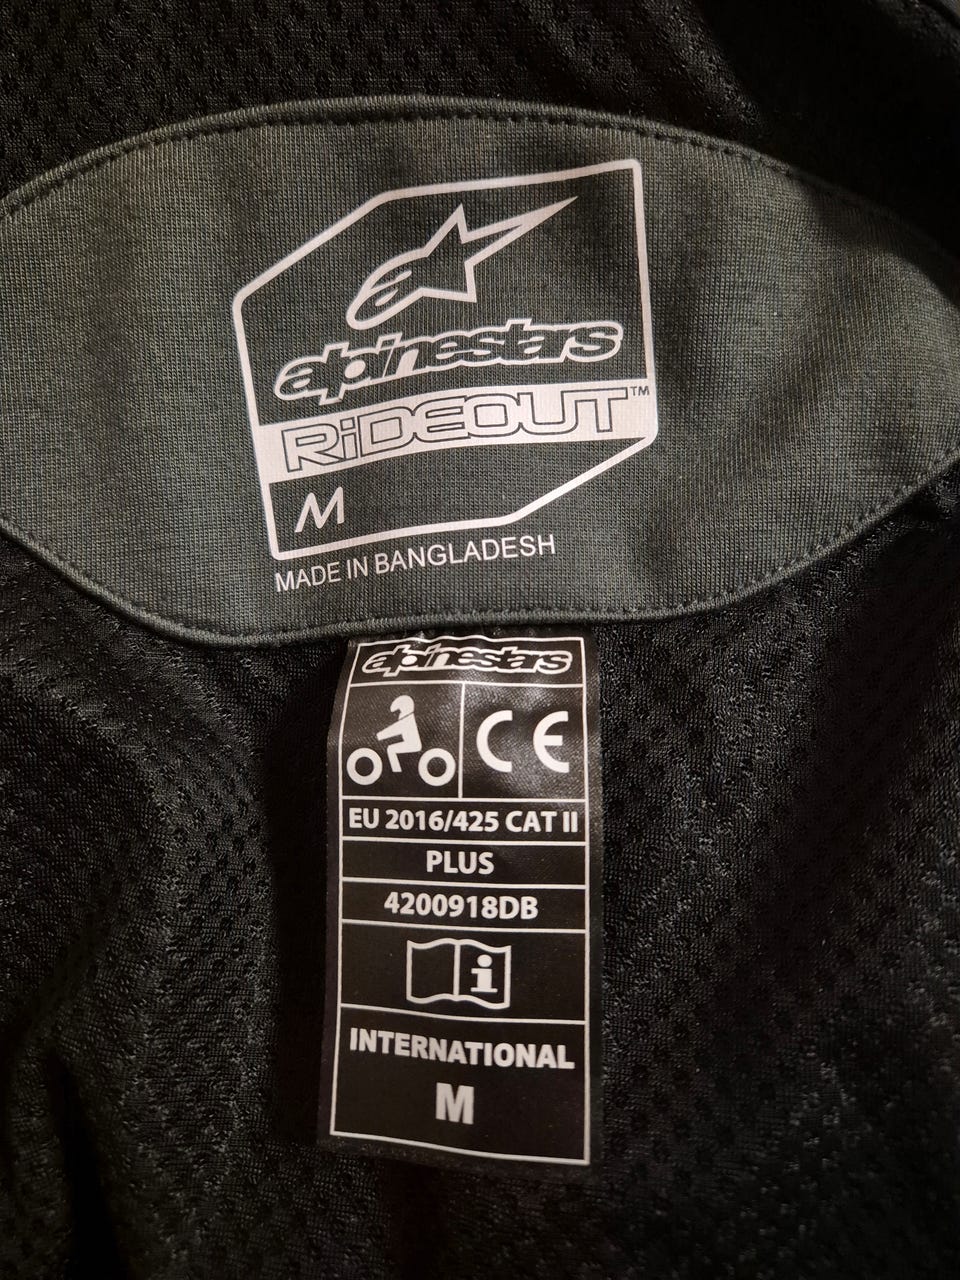 alpinestars
RiDEOUT™
M
MADE IN BANGLADESH
alpinestars
CE
EU 2016/425 CAT II
PLUS
4200918DB
i
INTERNATIONAL
M